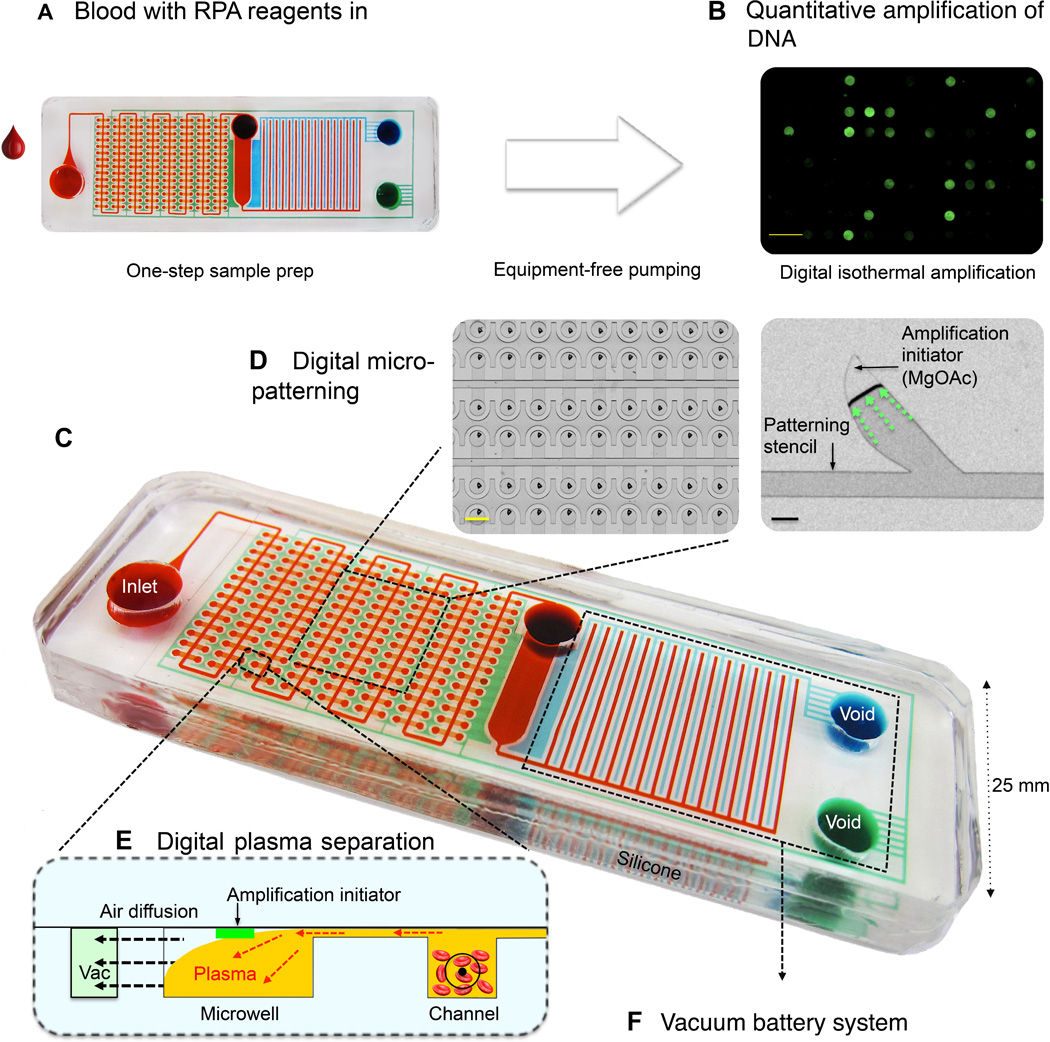 A Blood with RPA reagents in
B Quantitative amplification of
DNA
One-step sample prep
Equipment-free pumping
Digital isothermal amplification
D Digital micro-
patterning
Amplification
initiator
(MgOAc)
Patterning
stencil
C
Inlet
Void
Void
25 mm
Silicone
E Digital plasma separation
Amplification initiator
Air diffusion
Vac
Plasma
Microwell
Channel
F Vacuum battery system